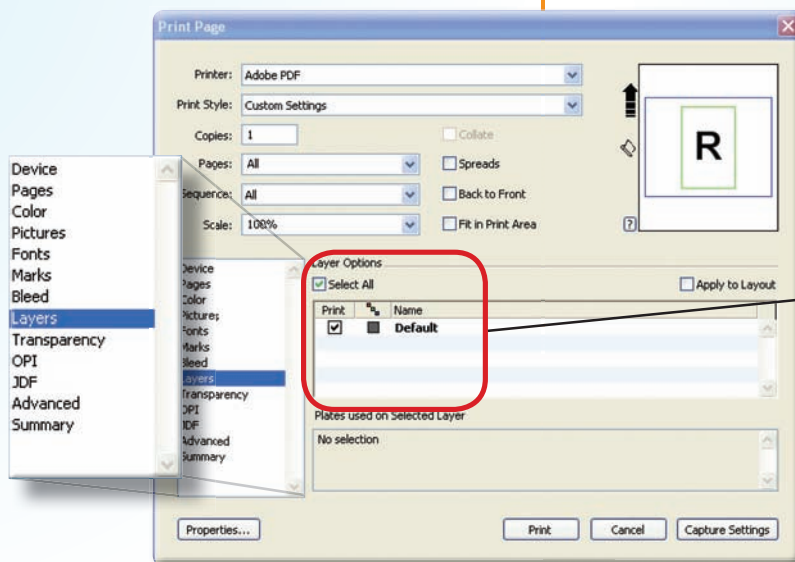 Print Page
Printer: Adobe PDF
Print Style: Custom Settings
Copies: 1 Collate
Pages: All Spreads
Sequence: All Back to Front
Scale: 100% Fit in Print Area
R
?
Device
Pages
Color
Pictures
Fonts
Marks
Bleed
Layers
Transparency
OPI
JDF
Advanced
Summary
Device
Pages
Color
Pictures
Fonts
Marks
Bleed
Layers
Transparency
OPI
JDF
Advanced
Summary
Layer Options
Select All Apply to Layout
Print Name
Default
Plates used on Selected Layer
No selection
Properties... Print Cancel Capture Settings